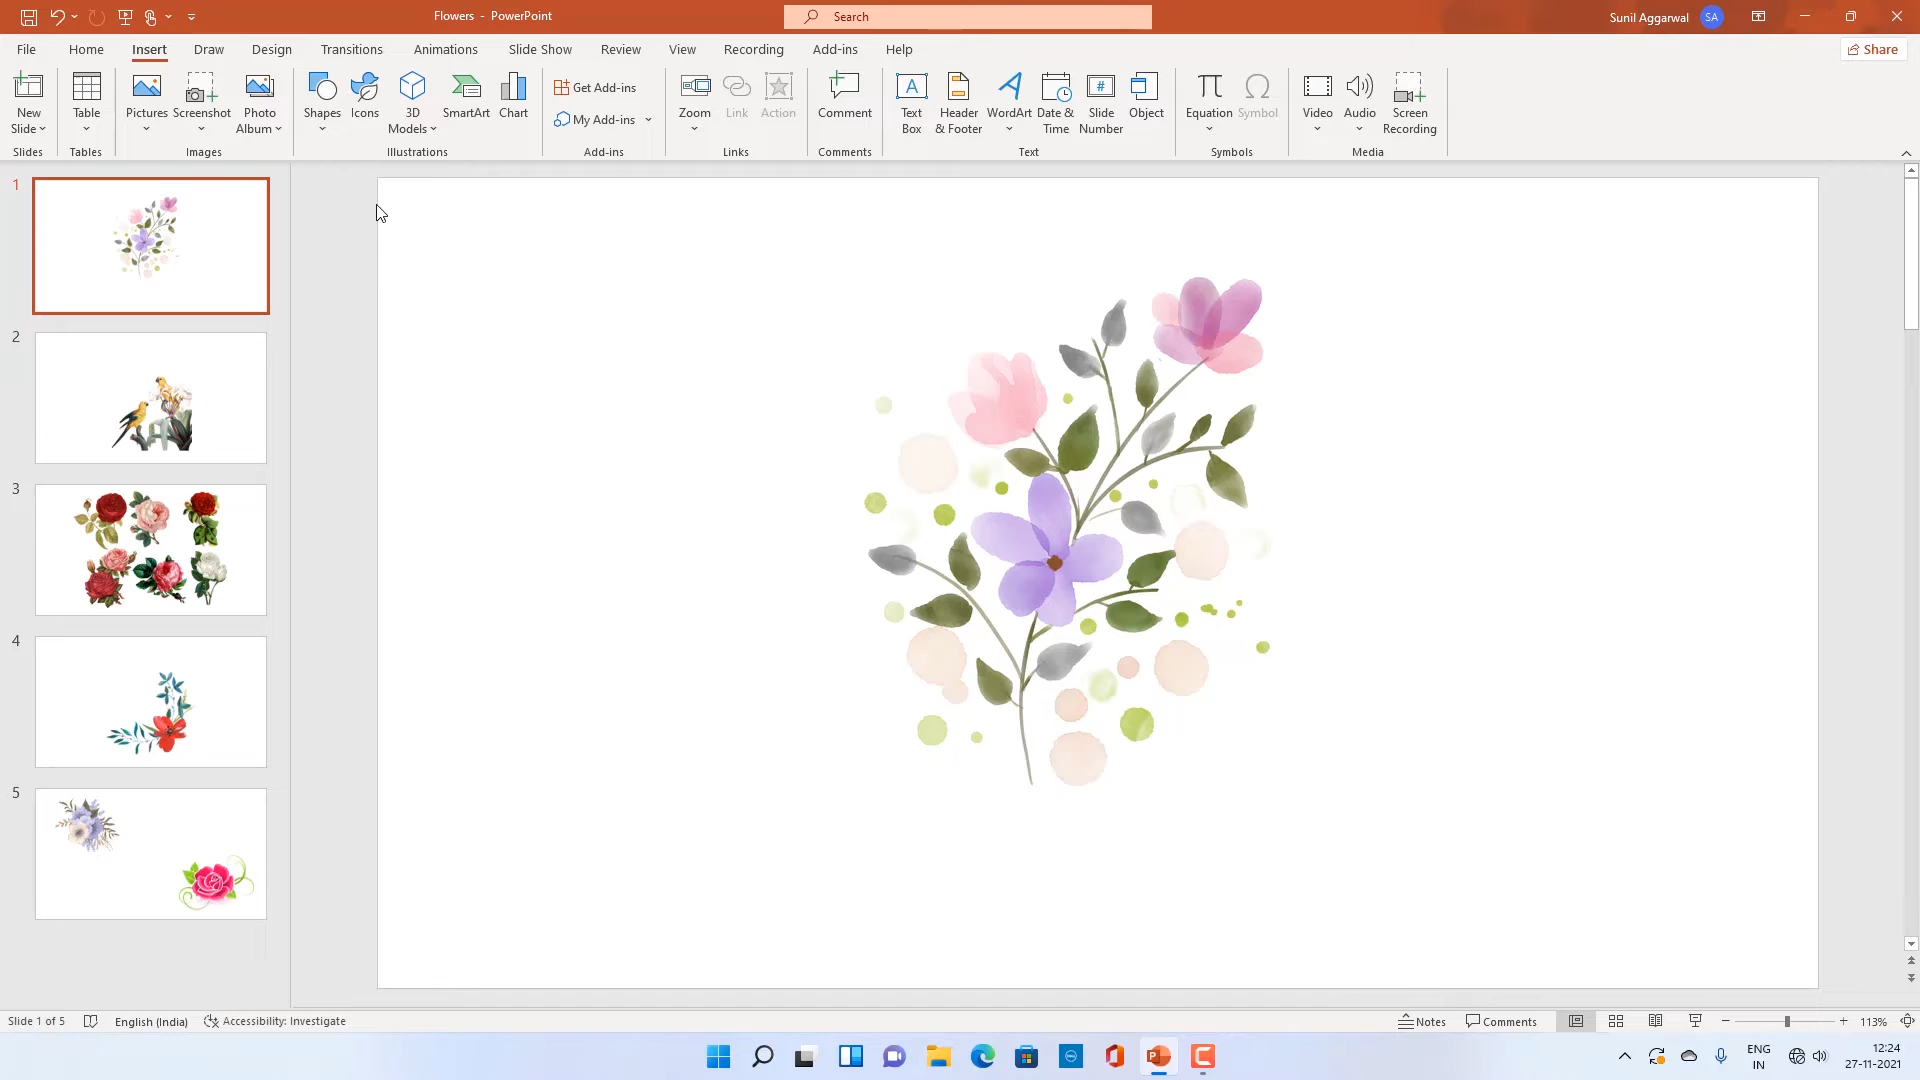 Flowers - PowerPoint
Search
Sunil Aggarwal SA
File Home Insert Draw Design Transitions Animations Slide Show Review View Recording Add-ins Help Share
New Slide
Slides
Table
Tables
Pictures
Screenshot
Photo Album
Images
Shapes
Icons
3D Models
SmartArt
Chart
Illustrations
Get Add-ins
My Add-ins
Add-ins
Zoom
Link
Action
Links
Comment
Comments
Text Box
Header & Footer
WordArt
Date & Time
Slide Number
Object
Text
Equation
Symbol
Symbols
Video
Audio
Screen Recording
Media
1
2
3
4
5
Slide 1 of 5 English (India) Accessibility: Investigate Notes Comments 113%
ENG
IN
12:24
27-11-2021